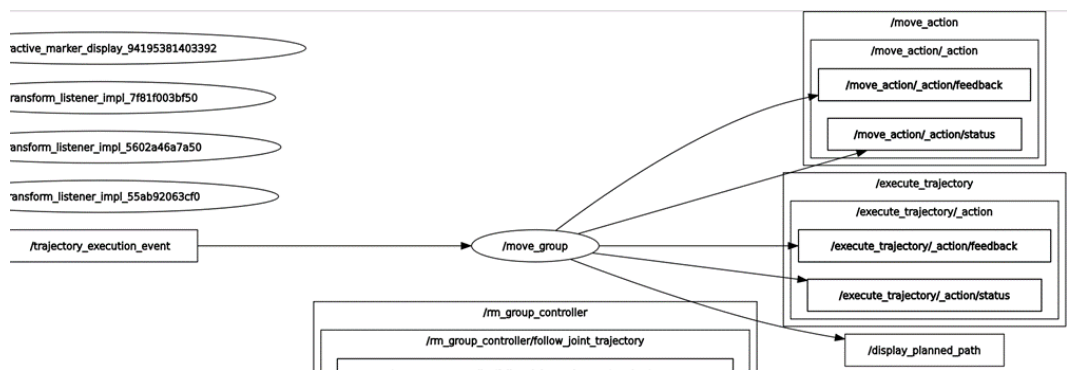 /move_action
ractive_marker_display_94195381403392
/move_action/_action
/move_action/_action/feedback
ransform_listener_impl_7f81f003bf50
/move_action/_action/status
ansform_listener_impl_5602a46a7a50
/execute_trajectory
ransform_listener_impl_55ab92063cf0
/execute_trajectory/_action
/trajectory_execution_event
/move_group
/execute_trajectory/_action/feedback
/execute_trajectory/_action/status
/rm_group_controller
/rm_group_controller/follow_joint_trajectory
/display_planned_path